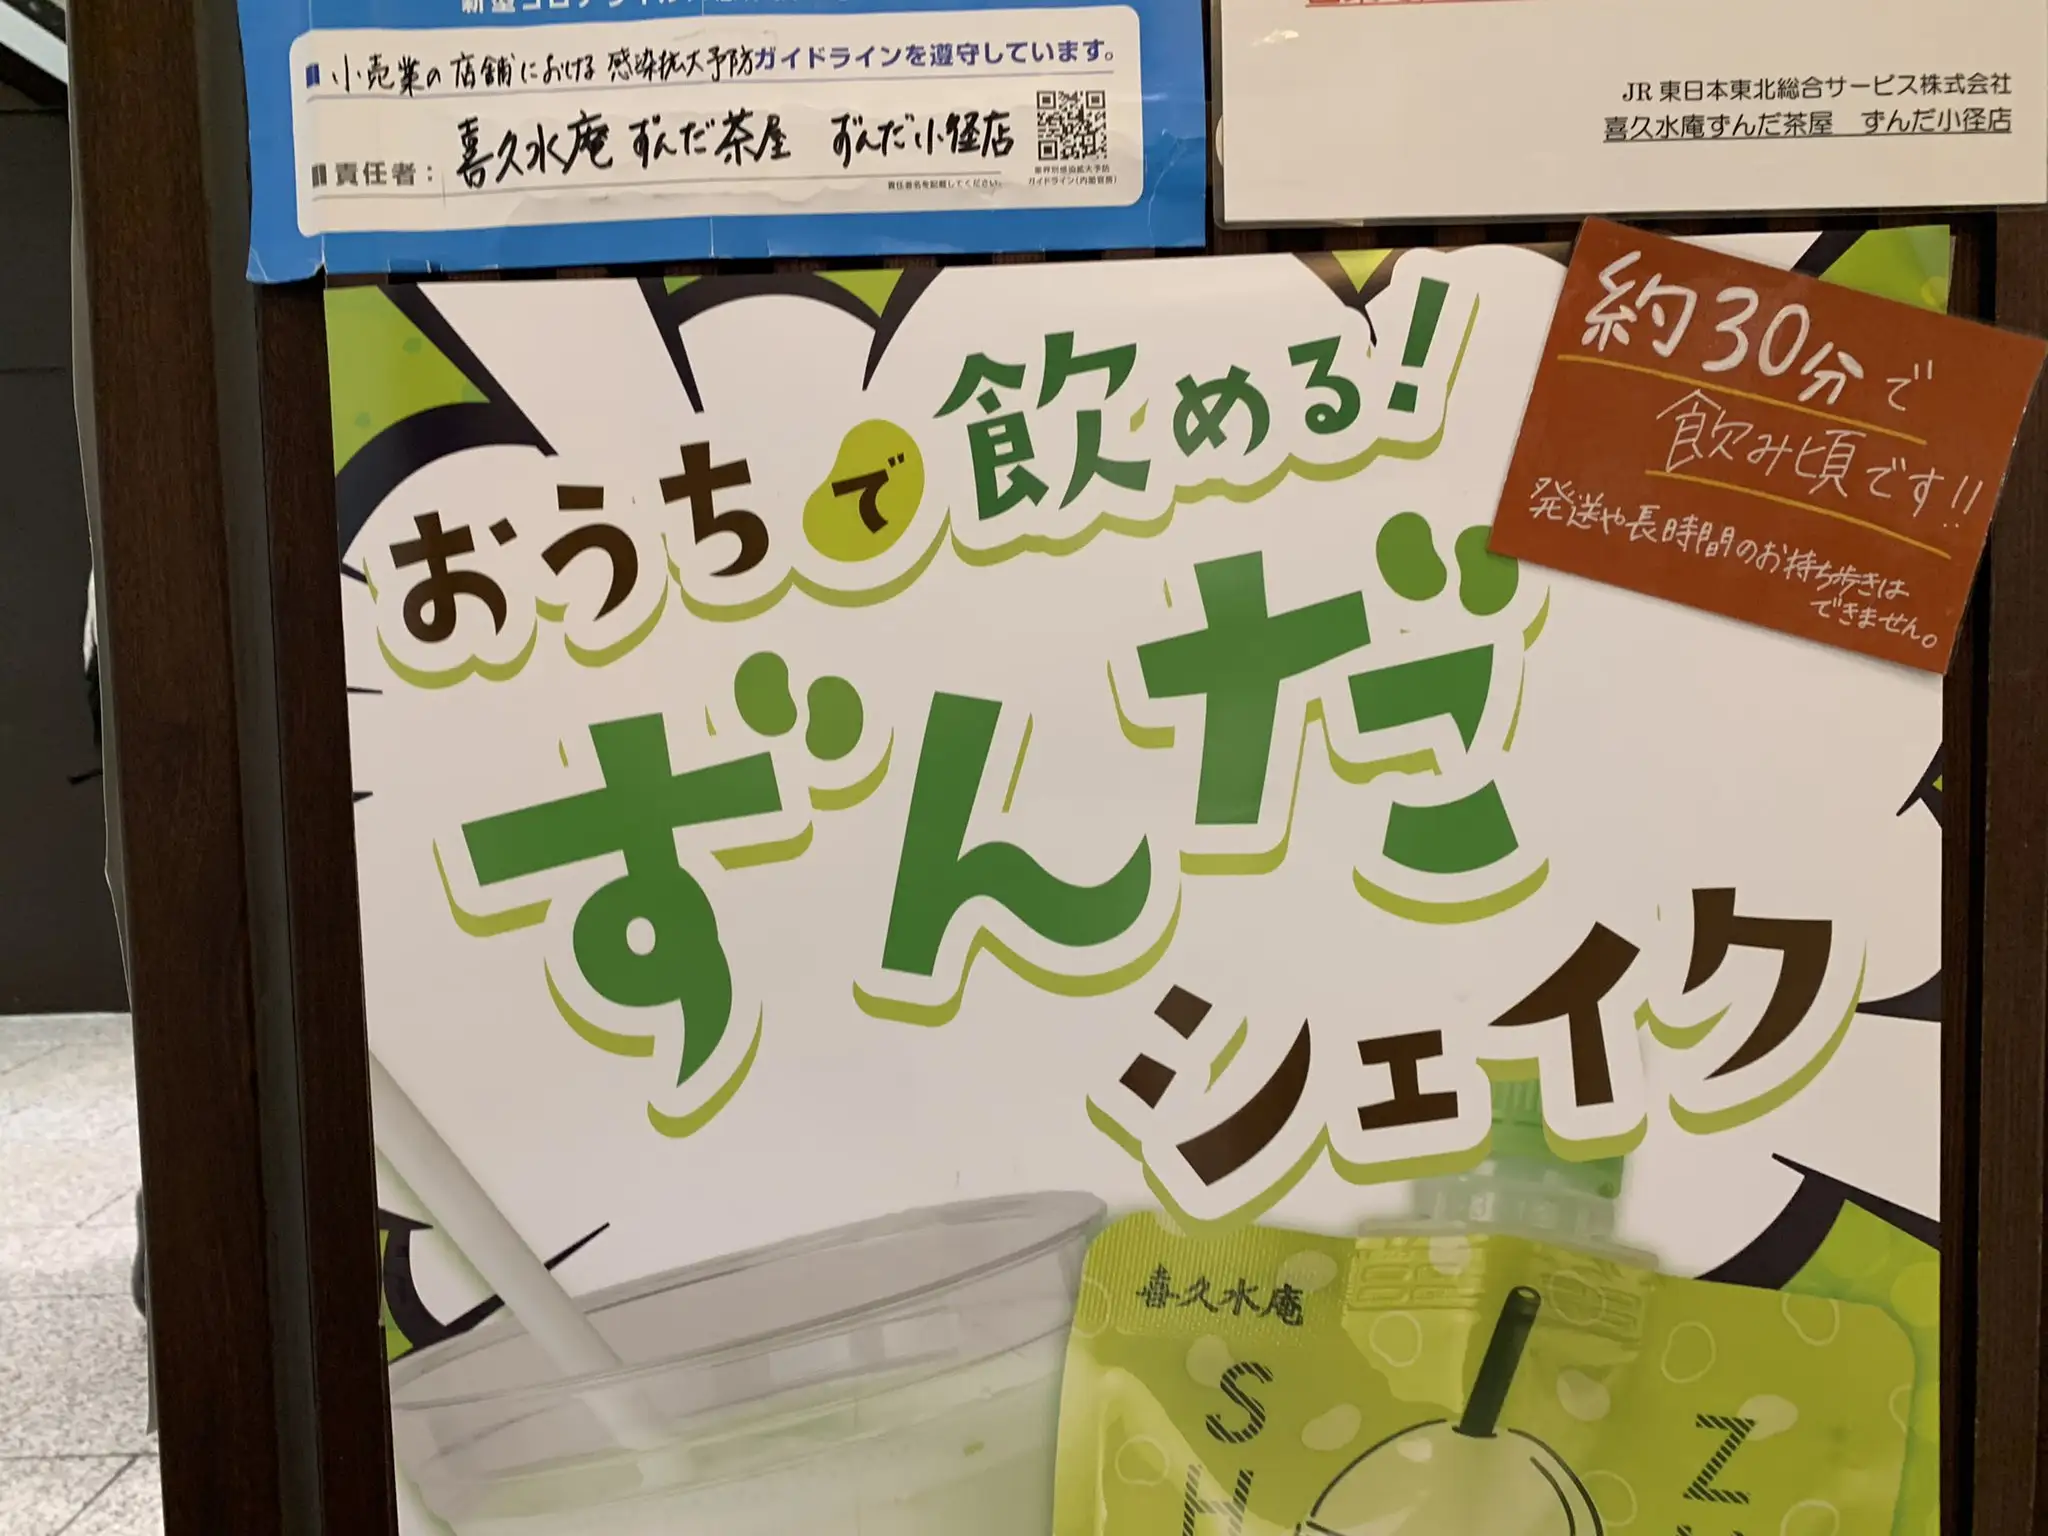 小売業の店舗における感染拡大予防ガイドラインを遵守しています。
責任者：喜久水庵 ずんだ茶屋　ずんだ小径店
責任者名を記載してください。
業界別感染拡大予防
ガイドライン(内閣官房)
JR東日本東北総合サービス株式会社
喜久水庵ずんだ茶屋　ずんだ小径店
約30分で
飲み頃です!!
発送や長時間のお持ち歩きは
できません。
おうちで飲める!
ずんだ
シェイク
喜久水庵
S
H
Z